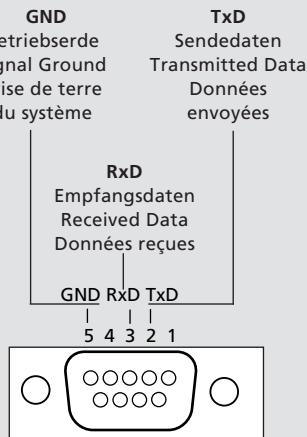 GND
etriebserde
gnal Ground
ise de terre
du système
TxD
Sendedaten
Transmitted Data
Données
envoyées
RxD
Empfangsdaten
Received Data
Données reçues
GND RxD TxD
5 4 3 2 1